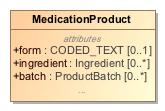 MedicationProduct
attributes
+form : CODED_TEXT [0..1]
+ingredient : Ingredient [0..*]
+batch : ProductBatch [0..*]
...